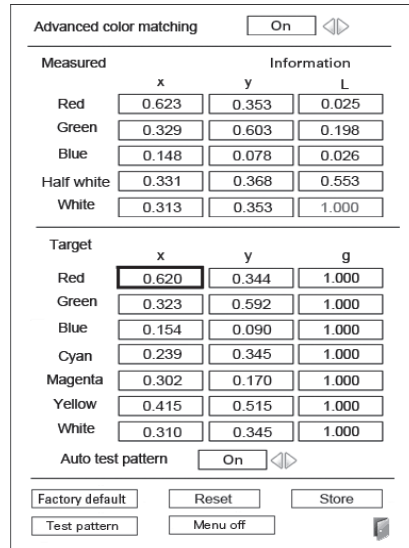 Advanced color matching On
Measured Information
x y L
Red 0.623 0.353 0.025
Green 0.329 0.603 0.198
Blue 0.148 0.078 0.026
Half white 0.331 0.368 0.553
White 0.313 0.353 1.000
Target
x y g
Red 0.620 0.344 1.000
Green 0.323 0.592 1.000
Blue 0.154 0.090 1.000
Cyan 0.239 0.345 1.000
Magenta 0.302 0.170 1.000
Yellow 0.415 0.515 1.000
White 0.310 0.345 1.000
Auto test pattern On
Factory default Reset Store
Test pattern Menu off